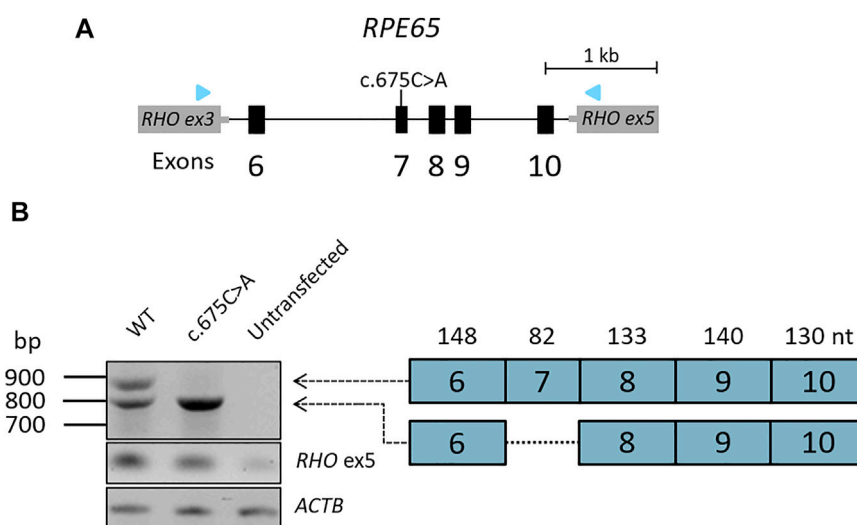 A
RPE65
1 kb
c.675C>A
RHO ex3
RHO ex5
Exons 6 7 8 9 10
B
WT c.675C>A Untransfected
bp
148 82 133 140 130 nt
900
6 7 8 9 10
800
700
6 8 9 10
RHO ex5
ACTB